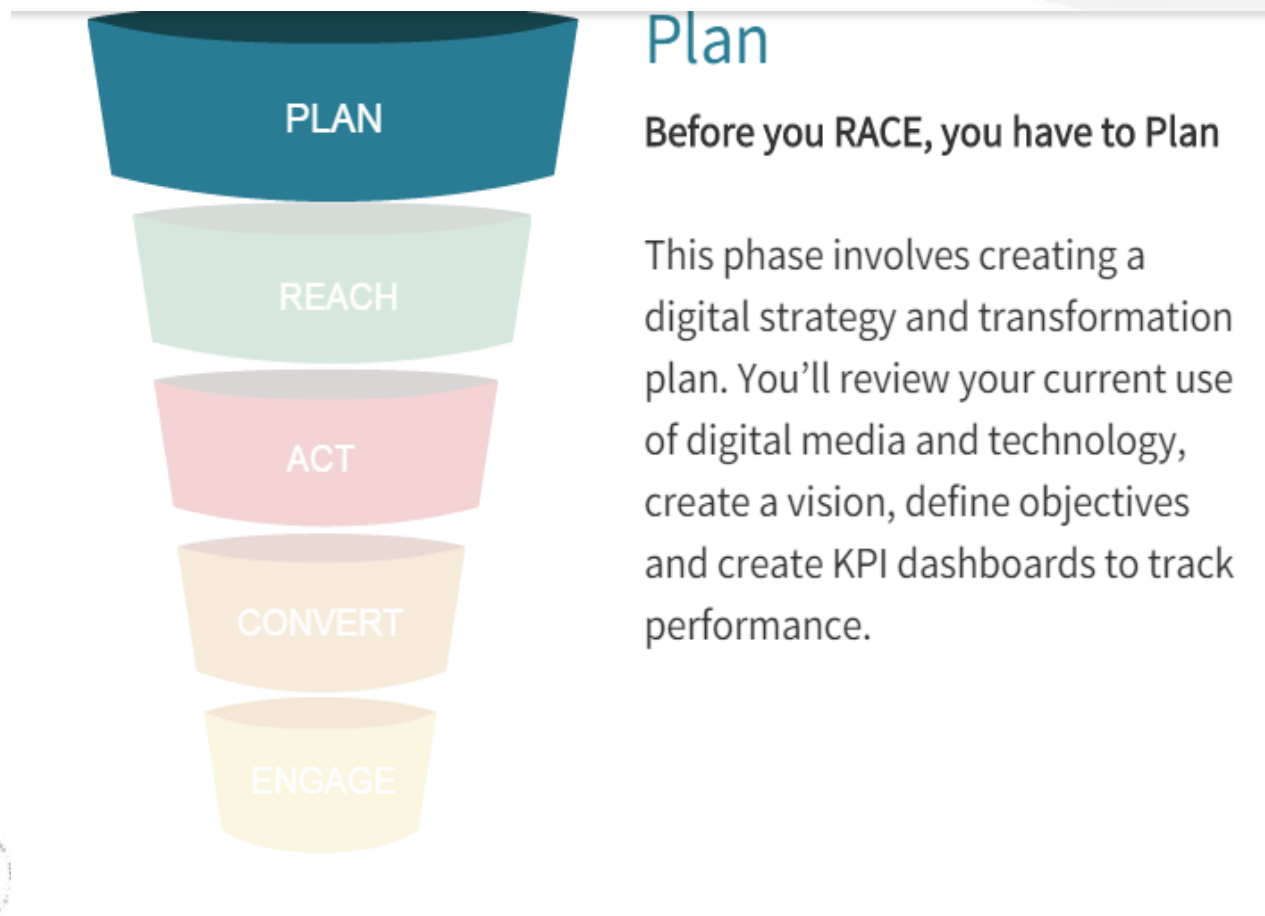 PLAN
REACH
ACT
CONVERT
ENGAGE
Plan
Before you RACE, you have to Plan
This phase involves creating a
digital strategy and transformation
plan. You’ll review your current use
of digital media and technology,
create a vision, define objectives
and create KPI dashboards to track
performance.